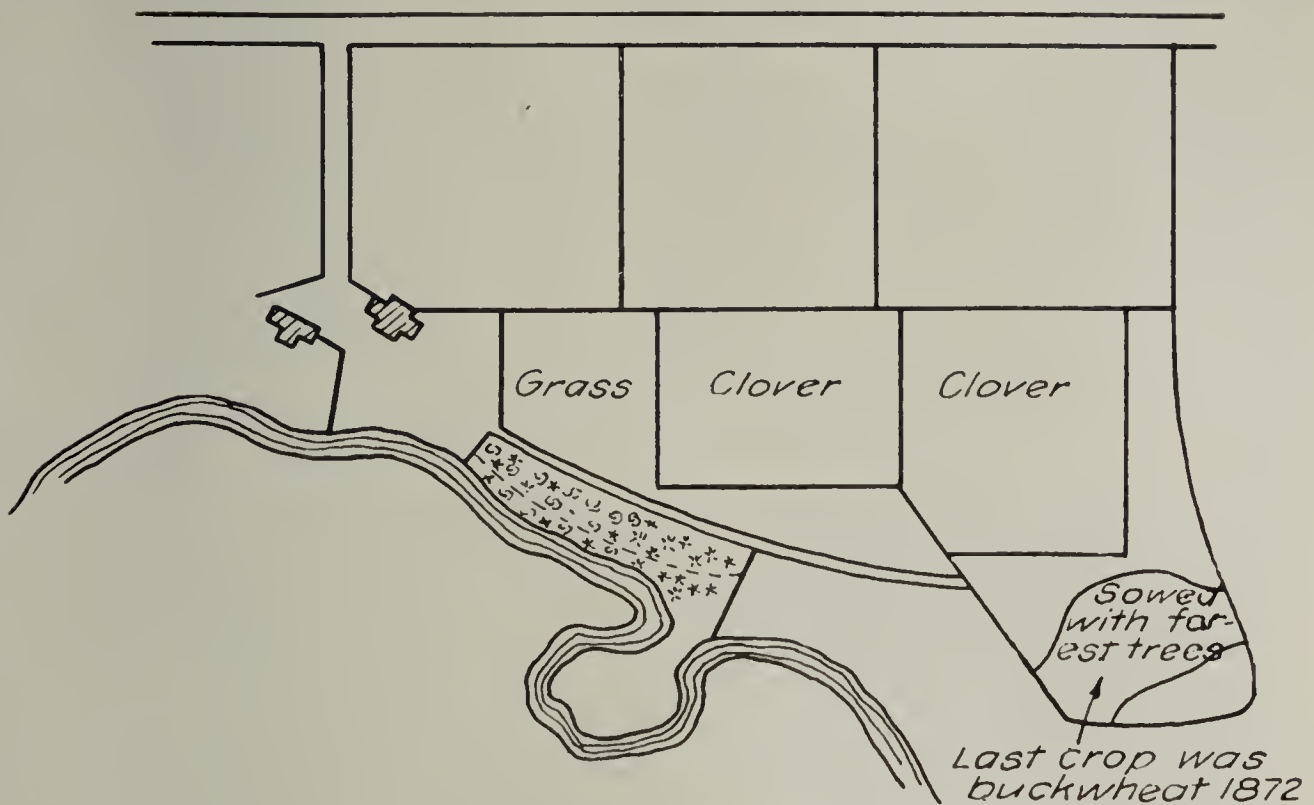 Grass
Clover
Clover
Sowed
with for-
est trees
Last crop was
buckwheat 1872